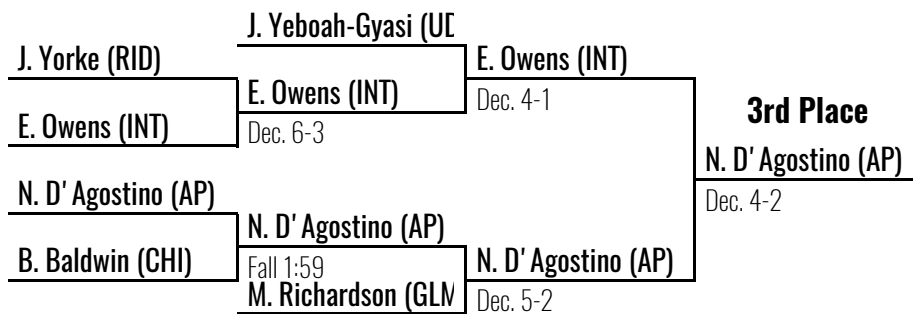 J. Yeboah-Gyasi (UD
J. Yorke (RID)
E. Owens (INT)
E. Owens (INT)
Dec. 4-1
3rd Place
E. Owens (INT)
Dec. 6-3
N. D'Agostino (AP)
N. D'Agostino (AP)
Dec. 4-2
N. D'Agostino (AP)
B. Baldwin (CHI)
Fall 1:59
N. D'Agostino (AP)
M. Richardson (GLM
Dec. 5-2